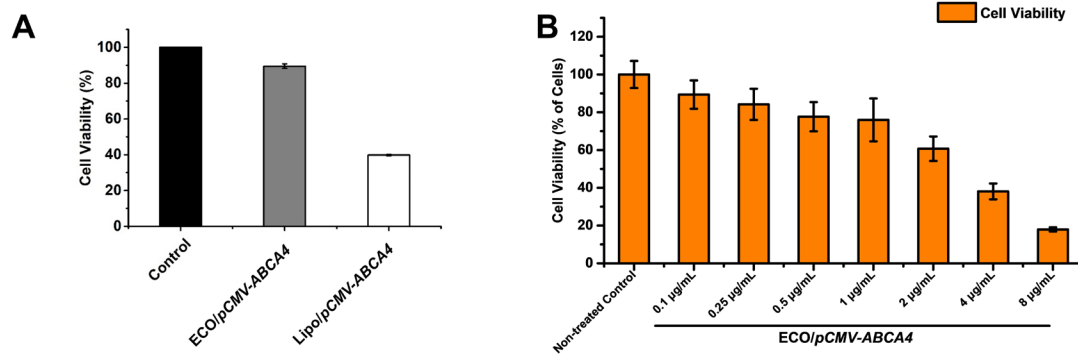 A
Cell Viability (%)
100
80
60
40
20
0
Control
ECO/pCMV-ABCA4
Lipo/pCMV-ABCA4
B
Cell Viability
Cell Viability (% of Cells)
120
100
80
60
40
20
0
Non-treated Control
0.1 µg/mL
0.25 µg/mL
0.5 µg/mL
1 µg/mL
2 µg/mL
4 µg/mL
8 µg/mL
ECO/pCMV-ABCA4